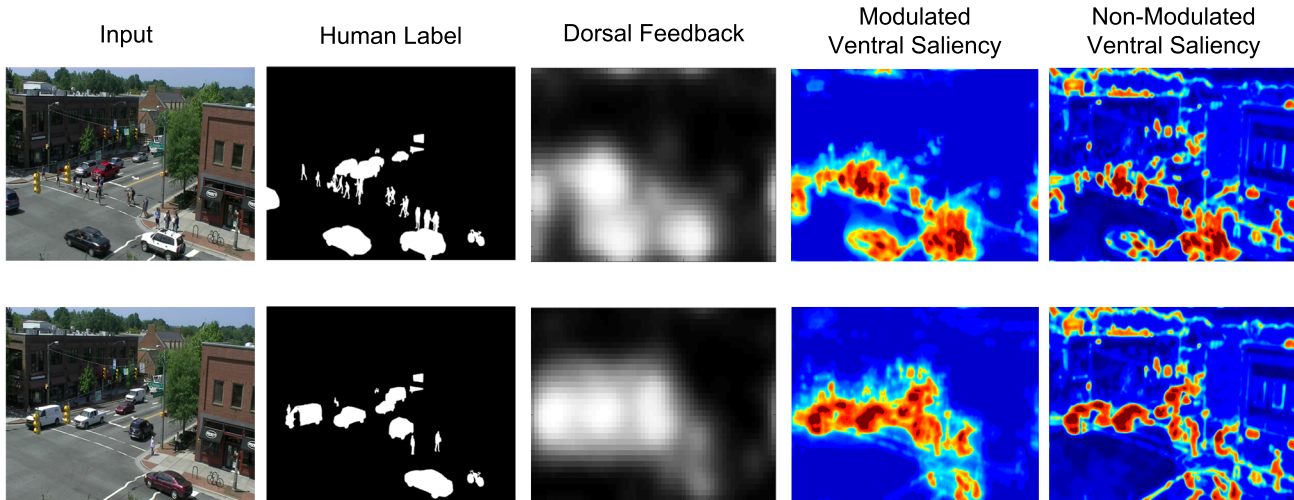 Input
Human Label
Dorsal Feedback
Modulated
Ventral Saliency
Non-Modulated
Ventral Saliency